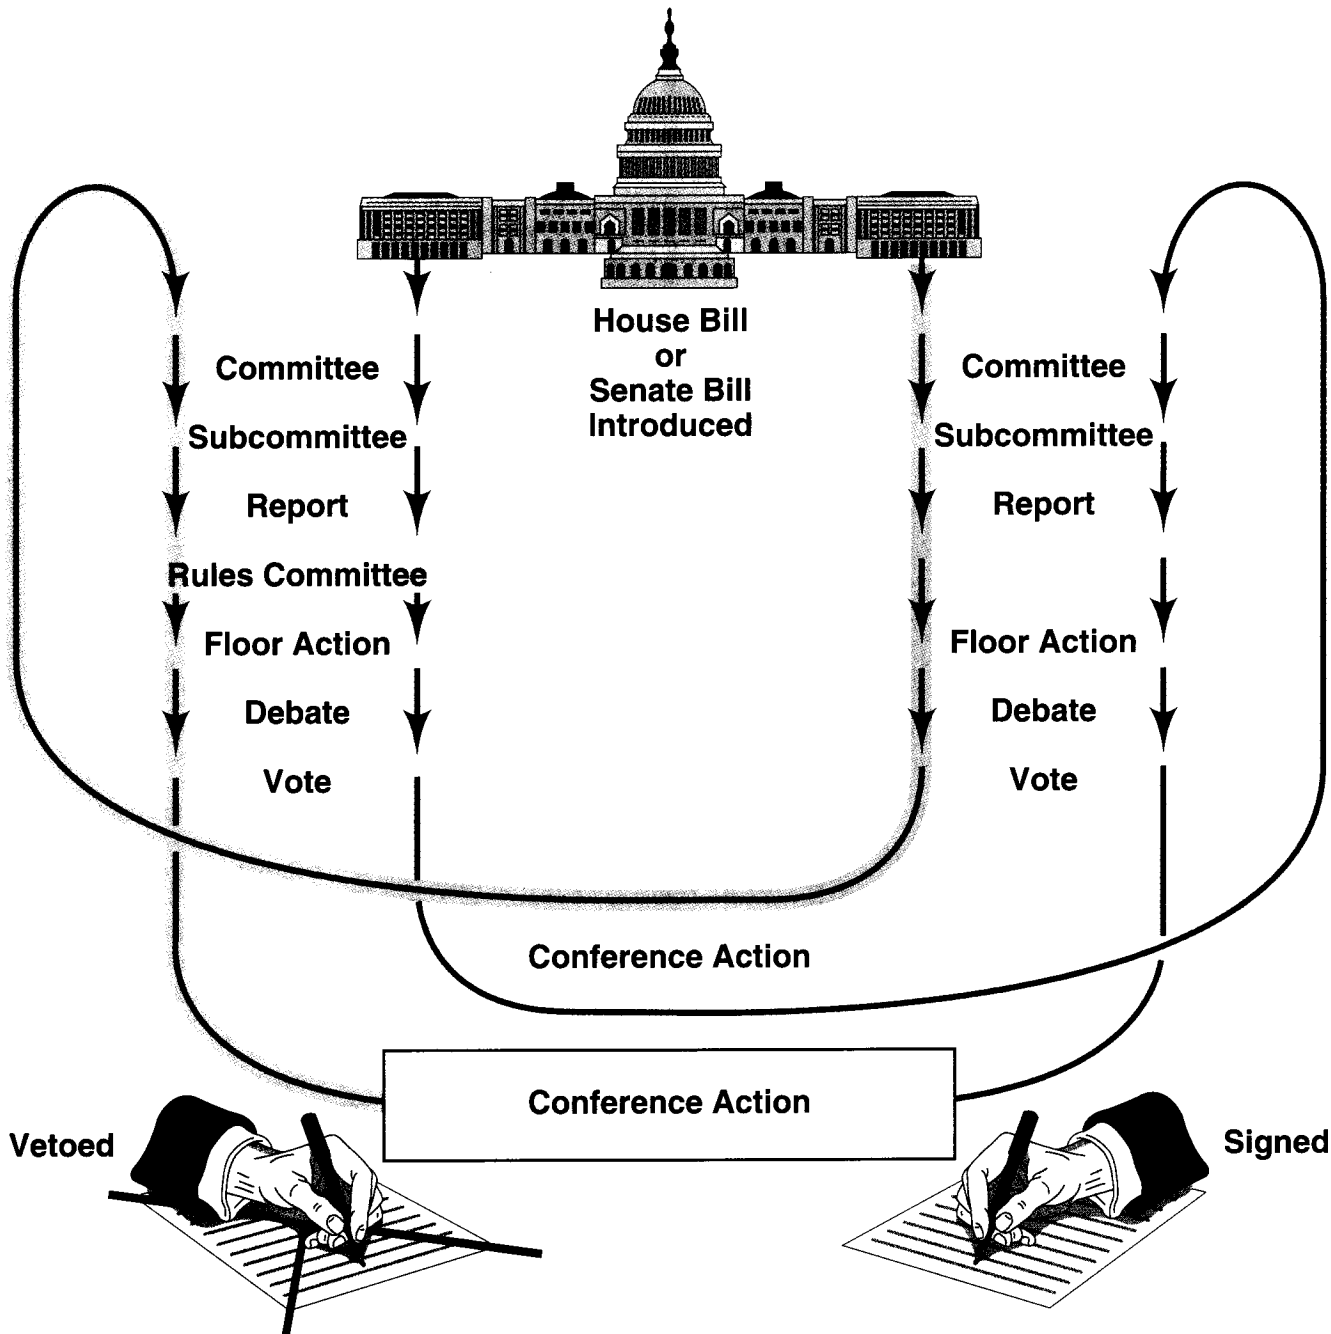 House Bill
or
Senate Bill
Introduced
Committee
Subcommittee
Report
Rules Committee
Floor Action
Debate
Vote
Committee
Subcommittee
Report
Floor Action
Debate
Vote
Conference Action
Conference Action
Vetoed
Signed